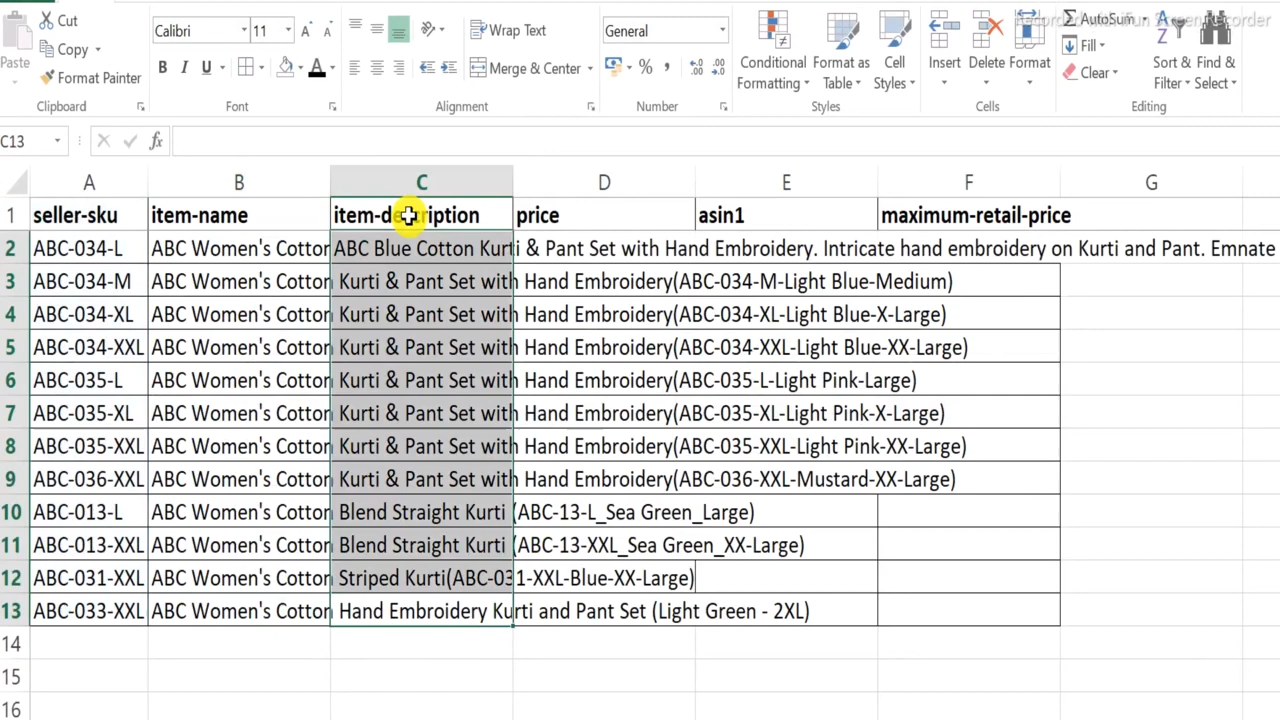 Cut
Copy
Format Painter
Paste
Clipboard
Calibri 11 A A
B I U A
Font
Wrap Text
Merge & Center
Alignment
General
% ,
Number
Conditional Formatting
Format as Table
Cell Styles
Styles
Insert Delete Format
Cells
AutoSum
Fill
Clear
Sort & Filter
Find & Select
Editing
C13 fx
A B C D E F G
1 seller-sku item-name item-description price asin1 maximum-retail-price
2 ABC-034-L ABC Women's Cotton ABC Blue Cotton Kurti & Pant Set with Hand Embroidery. Intricate hand embroidery on Kurti and Pant. Emnate
3 ABC-034-M ABC Women's Cotton Kurti & Pant Set with Hand Embroidery(ABC-034-M-Light Blue-Medium)
4 ABC-034-XL ABC Women's Cotton Kurti & Pant Set with Hand Embroidery(ABC-034-XL-Light Blue-X-Large)
5 ABC-034-XXL ABC Women's Cotton Kurti & Pant Set with Hand Embroidery(ABC-034-XXL-Light Blue-XX-Large)
6 ABC-035-L ABC Women's Cotton Kurti & Pant Set with Hand Embroidery(ABC-035-L-Light Pink-Large)
7 ABC-035-XL ABC Women's Cotton Kurti & Pant Set with Hand Embroidery(ABC-035-XL-Light Pink-X-Large)
8 ABC-035-XXL ABC Women's Cotton Kurti & Pant Set with Hand Embroidery(ABC-035-XXL-Light Pink-XX-Large)
9 ABC-036-XXL ABC Women's Cotton Kurti & Pant Set with Hand Embroidery(ABC-036-XXL-Mustard-XX-Large)
10 ABC-013-L ABC Women's Cotton Blend Straight Kurti (ABC-13-L_Sea Green_Large)
11 ABC-013-XXL ABC Women's Cotton Blend Straight Kurti (ABC-13-XXL_Sea Green_XX-Large)
12 ABC-031-XXL ABC Women's Cotton Striped Kurti(ABC-031-XXL-Blue-XX-Large)
13 ABC-033-XXL ABC Women's Cotton Hand Embroidery Kurti and Pant Set (Light Green - 2XL)
14
15
16